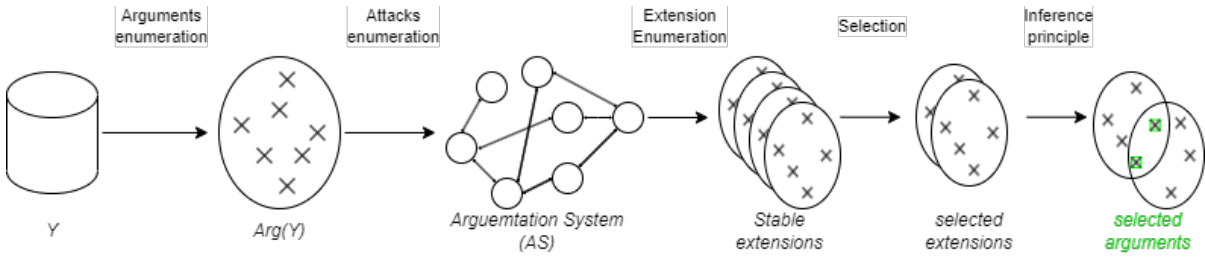 Arguments
enumeration
Attacks
enumeration
Extension
Enumeration
Selection
Inference
principle
Y
Arg(Y)
Arguemtation System
(AS)
Stable
extensions
selected
extensions
selected
arguments